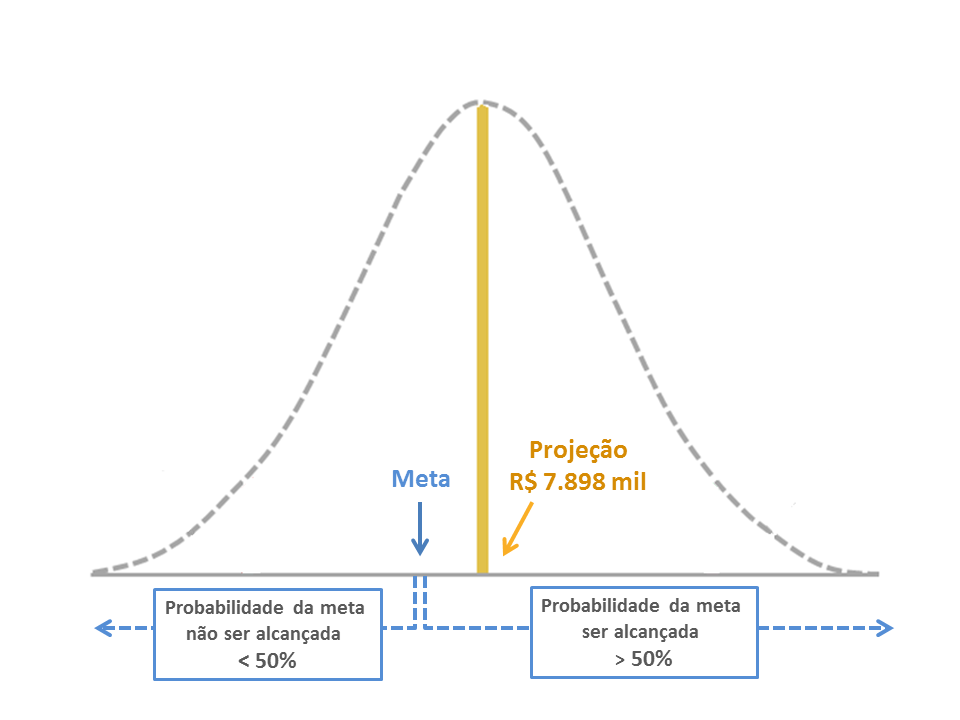 Projeção
R$ 7.898 mil
Meta
Probabilidade da meta
não ser alcançada
< 50%
Probabilidade da meta
ser alcançada
> 50%